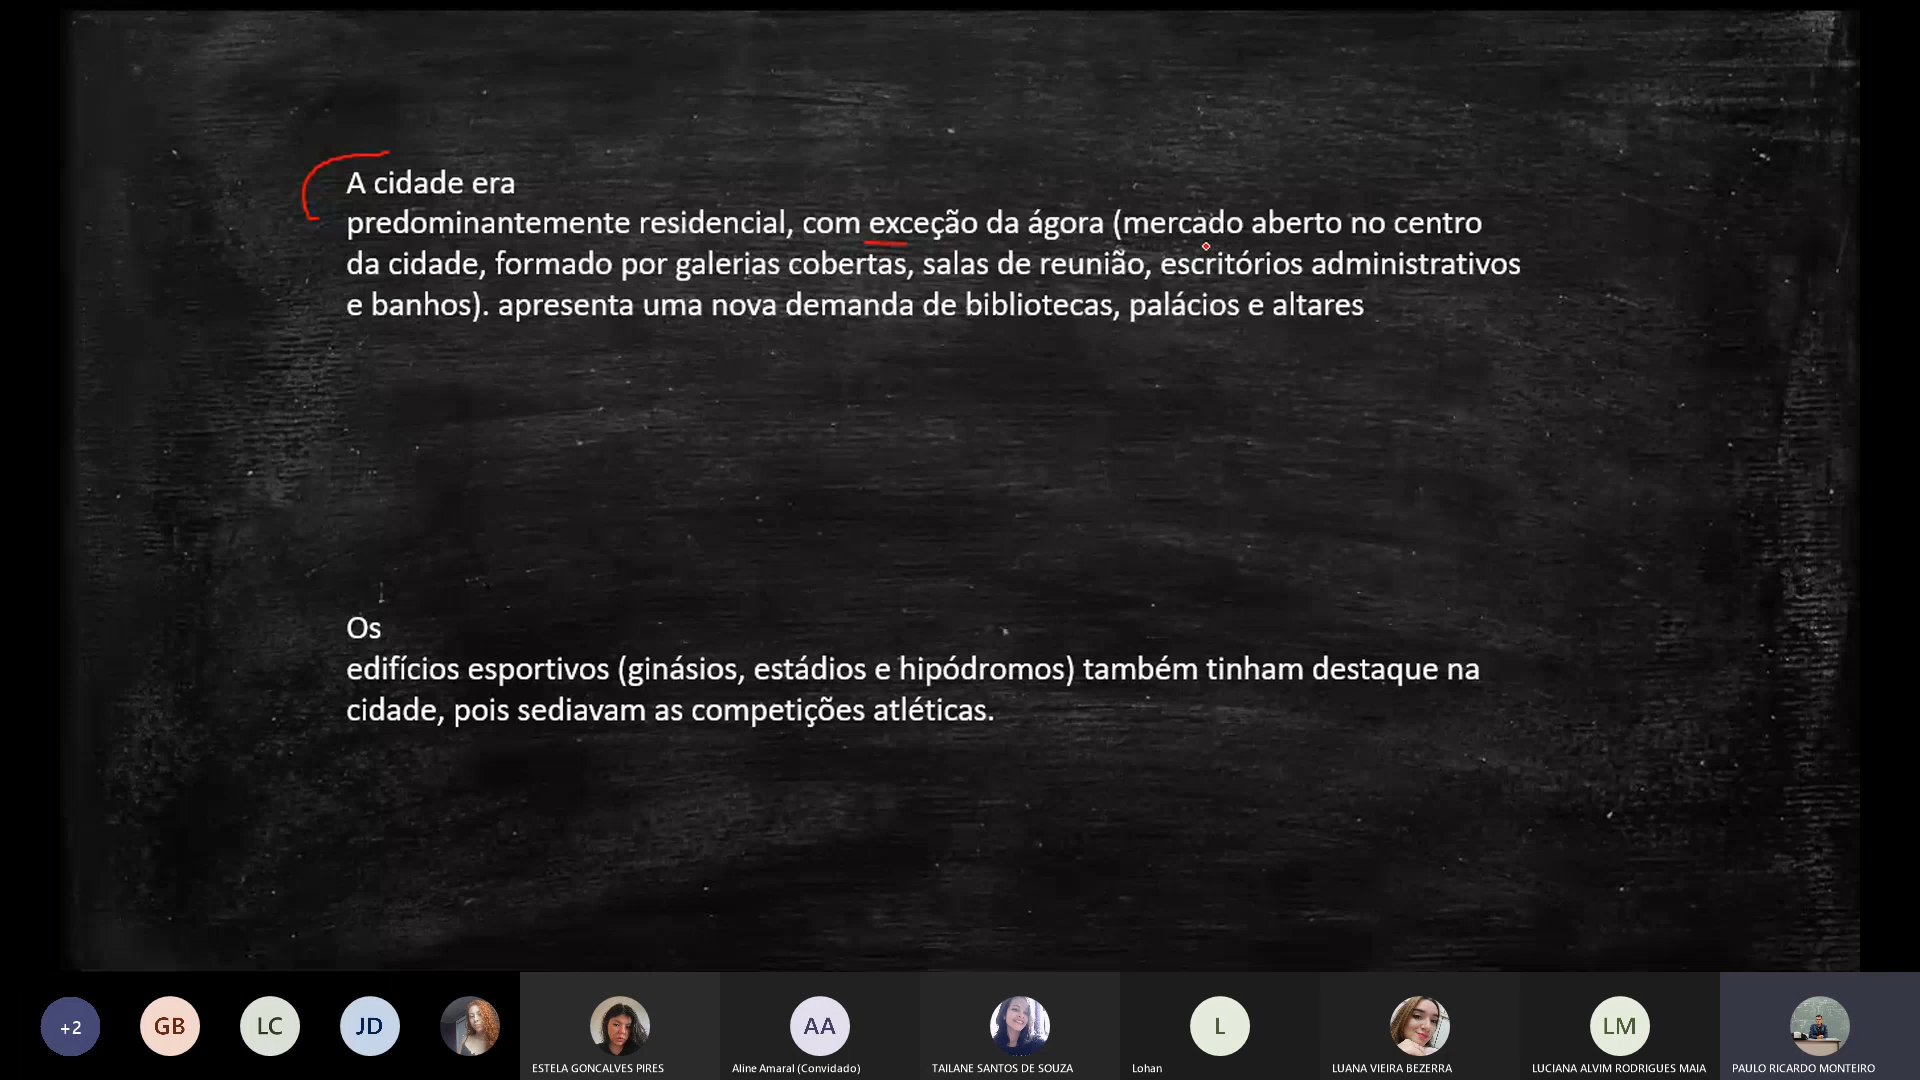 A cidade era
predominantemente residencial, com exceção da ágora (mercado aberto no centro
da cidade, formado por galerias cobertas, salas de reunião, escritórios administrativos
e banhos). apresenta uma nova demanda de bibliotecas, palácios e altares
Os
edifícios esportivos (ginásios, estádios e hipódromos) também tinham destaque na
cidade, pois sediavam as competições atléticas.
+2
GB
LC
JD
AA
L
LM
ESTELA GONCALVES PIRES
Aline Amaral (Convidado)
TAILANE SANTOS DE SOUZA
Lohan
LUANA VIEIRA BEZERRA
LUCIANA ALVIM RODRIGUES MAIA
PAULO RICARDO MONTEIRO